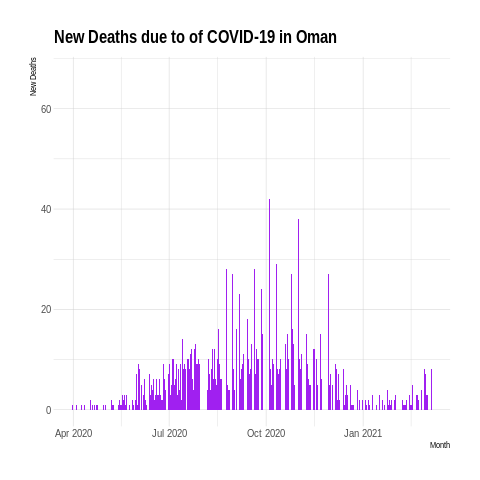 New Deaths due to of COVID-19 in Oman
New Deaths
60
40
20
0
Apr 2020 Jul 2020 Oct 2020 Jan 2021
Month